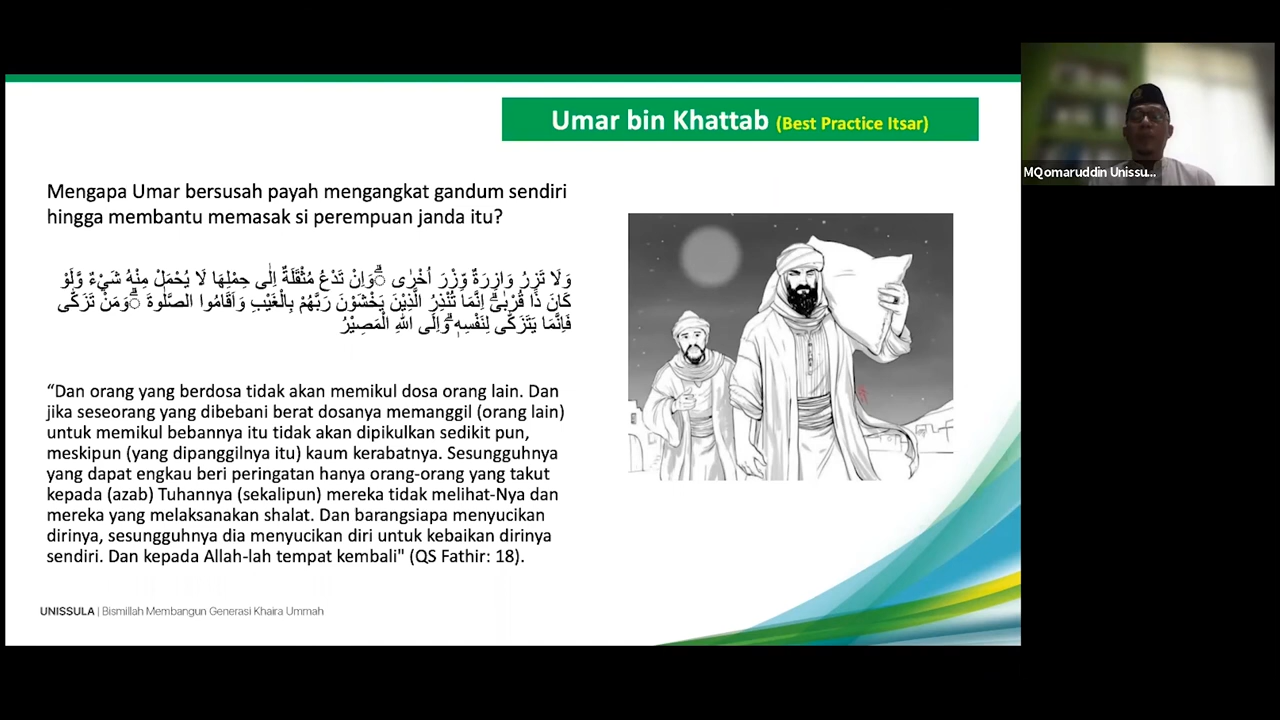 Umar bin Khattab (Best Practice Itsar)
MQomaruddin Unissu...
Mengapa Umar bersusah payah mengangkat gandum sendiri
hingga membantu memasak si perempuan janda itu?
وَلَا تَزِرُ وَازِرَةٌ وِّزْرَ اُخْرٰى ۗوَاِنْ تَدْعُ مُثْقَلَةٌ اِلٰى حِمْلِهَا لَا يُحْمَلْ مِنْهُ شَيْءٌ وَّلَوْ
كَانَ ذَا قُرْبٰىۗ اِنَّمَا تُنْذِرُ الَّذِيْنَ يَخْشَوْنَ رَبَّهُمْ بِالْغَيْبِ وَاَقَامُوا الصَّلٰوةَ ۗوَمَنْ تَزَكّٰى
فَاِنَّمَا يَتَزَكّٰى لِنَفْسِهٖ ۗوَاِلَى اللّٰهِ الْمَصِيْرُ
“Dan orang yang berdosa tidak akan memikul dosa orang lain. Dan
jika seseorang yang dibebani berat dosanya memanggil (orang lain)
untuk memikul bebannya itu tidak akan dipikulkan sedikit pun,
meskipun (yang dipanggilnya itu) kaum kerabatnya. Sesungguhnya
yang dapat engkau beri peringatan hanya orang-orang yang takut
kepada (azab) Tuhannya (sekalipun) mereka tidak melihat-Nya dan
mereka yang melaksanakan shalat. Dan barangsiapa menyucikan
dirinya, sesungguhnya dia menyucikan diri untuk kebaikan dirinya
sendiri. Dan kepada Allah-lah tempat kembali" (QS Fathir: 18).
UNISSULA | Bismillah Membangun Generasi Khaira Ummah